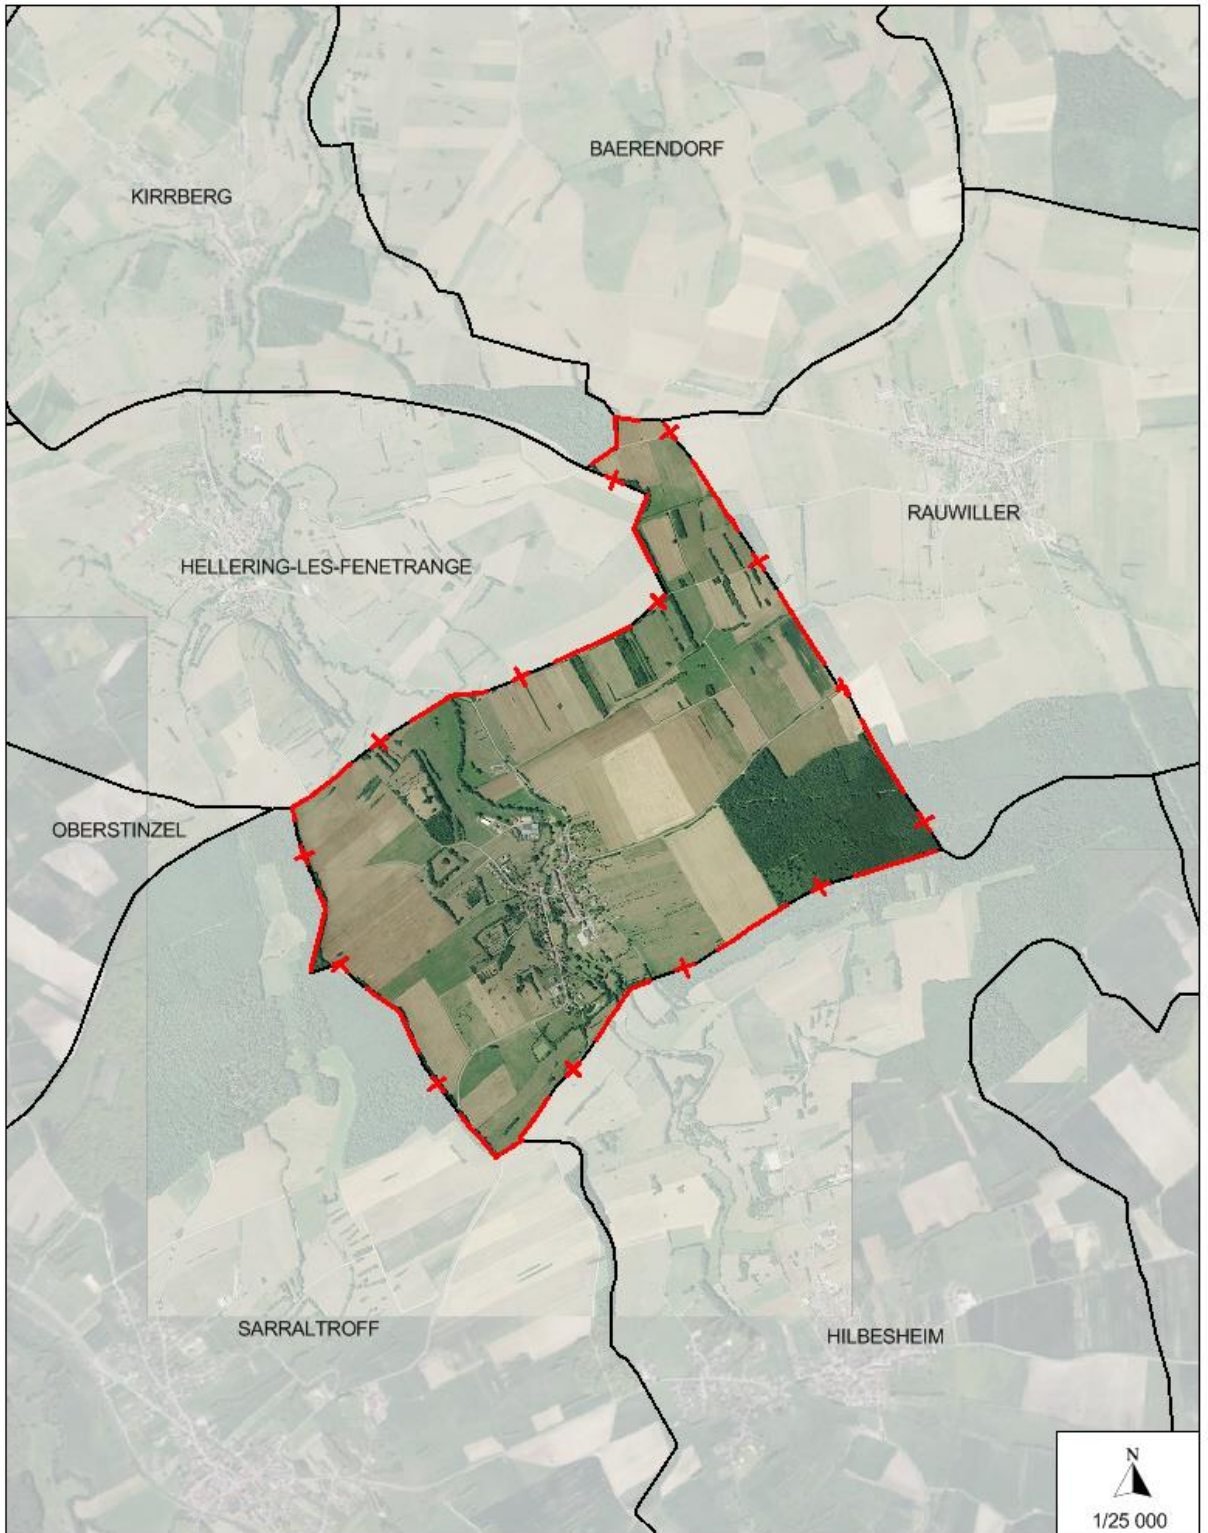 BAERENDORF
KIRRBERG
RAUWILLER
HELLERING-LES-FENETRANGE
OBERSTINZEL
SARRALTROFF
HILBESHEIM
N
1/25 000